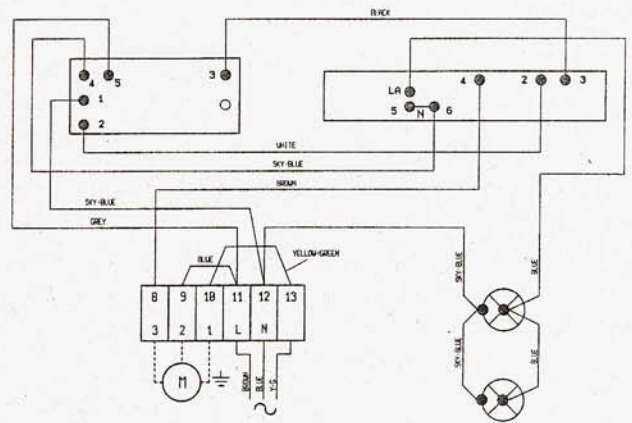 BLACK
4 5 3
1
2
LA
5 N 6
4 2 3
WHITE
SKY-BLUE
BROWN
SKY-BLUE
GREY
BLUE
YELLOW-GREEN
8 9 10 11 12 13
3 2 1 L N
M
BROWN
BLUE
Y-G
SKY-BLUE
BLUE
SKY-BLUE
BLUE